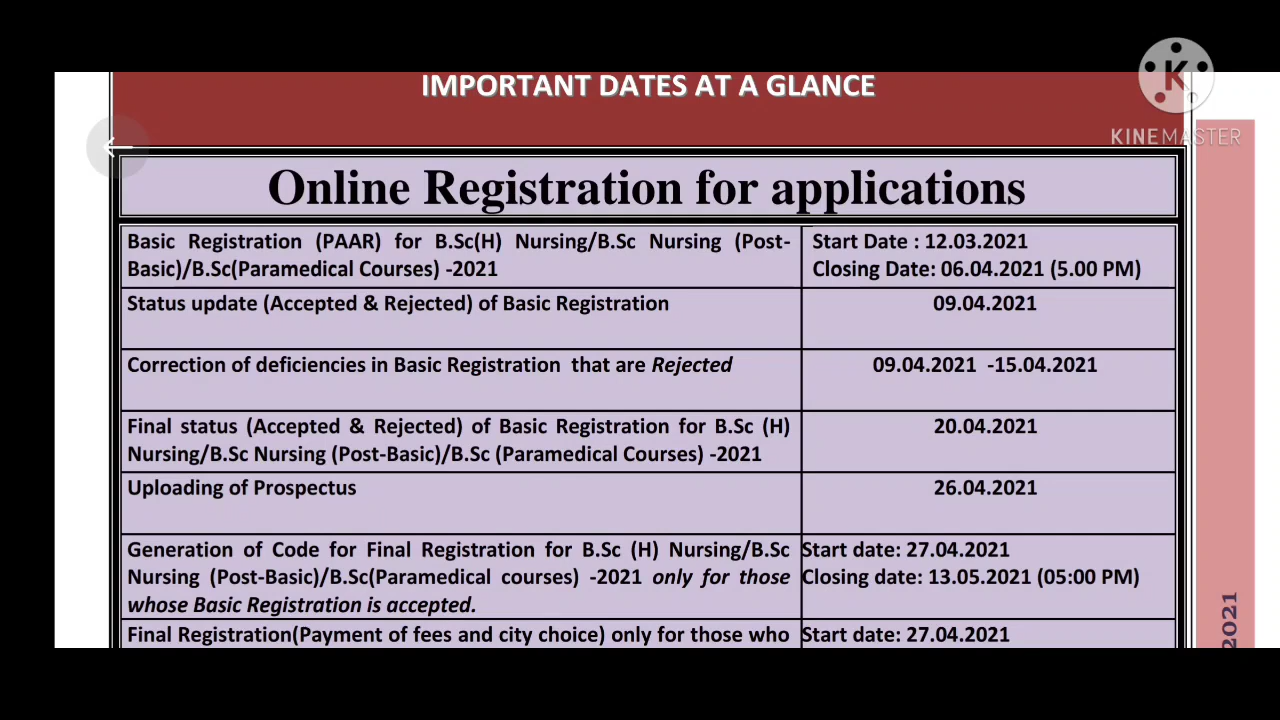 IMPORTANT DATES AT A GLANCE
K
KINEMASTER
Online Registration for applications
Basic Registration (PAAR) for B.Sc(H) Nursing/B.Sc Nursing (Post-
Basic)/B.Sc(Paramedical Courses) -2021
Start Date : 12.03.2021
Closing Date: 06.04.2021 (5.00 PM)
Status update (Accepted & Rejected) of Basic Registration
09.04.2021
Correction of deficiencies in Basic Registration that are Rejected
09.04.2021 -15.04.2021
Final status (Accepted & Rejected) of Basic Registration for B.Sc (H)
Nursing/B.Sc Nursing (Post-Basic)/B.Sc (Paramedical Courses) -2021
20.04.2021
Uploading of Prospectus
26.04.2021
Generation of Code for Final Registration for B.Sc (H) Nursing/B.Sc
Nursing (Post-Basic)/B.Sc(Paramedical courses) -2021 only for those
whose Basic Registration is accepted.
Start date: 27.04.2021
Closing date: 13.05.2021 (05:00 PM)
Final Registration(Payment of fees and city choice) only for those who
Start date: 27.04.2021
2021